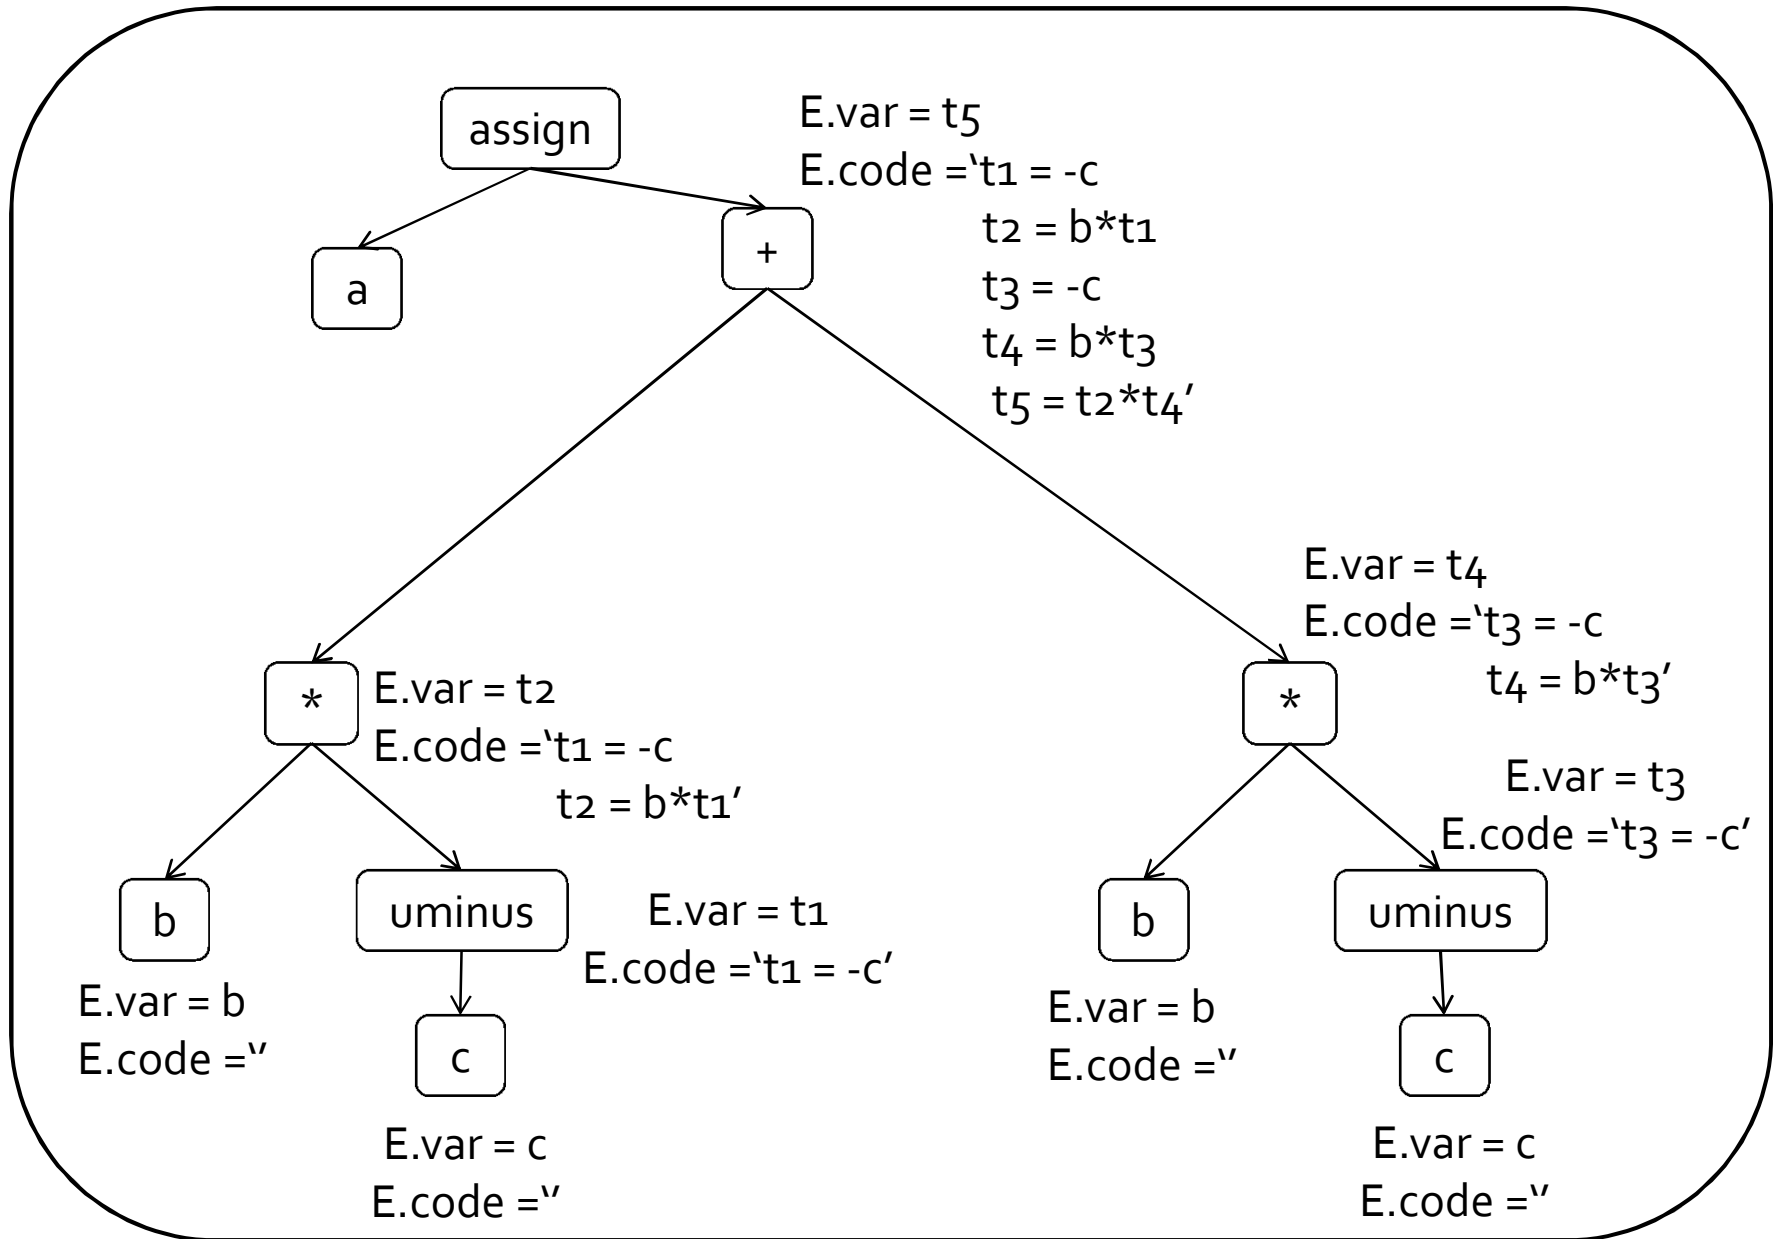 assign
E.var = t5
E.code =‘t1 = -c
t2 = b*t1
t3 = -c
t4 = b*t3
t5 = t2*t4’
a
+
*
E.var = t2
E.code =‘t1 = -c
t2 = b*t1’
E.var = t4
E.code =‘t3 = -c
t4 = b*t3’
*
E.var = t3
E.code =‘t3 = -c’
b
uminus
E.var = t1
E.code =‘t1 = -c’
E.var = b
E.code =‘’
c
E.var = c
E.code =‘’
b
uminus
E.var = b
E.code =‘’
c
E.var = c
E.code =‘’